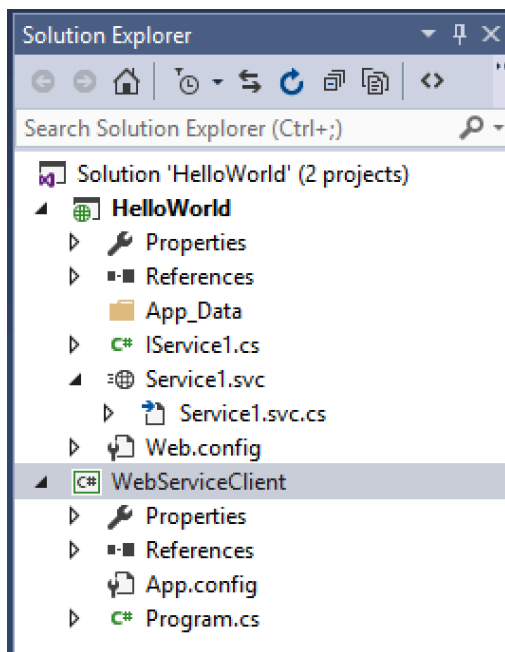 Solution Explorer
Search Solution Explorer (Ctrl+;)
Solution 'HelloWorld' (2 projects)
HelloWorld
Properties
References
App_Data
C# IService1.cs
Service1.svc
Service1.svc.cs
Web.config
C# WebServiceClient
Properties
References
App.config
C# Program.cs